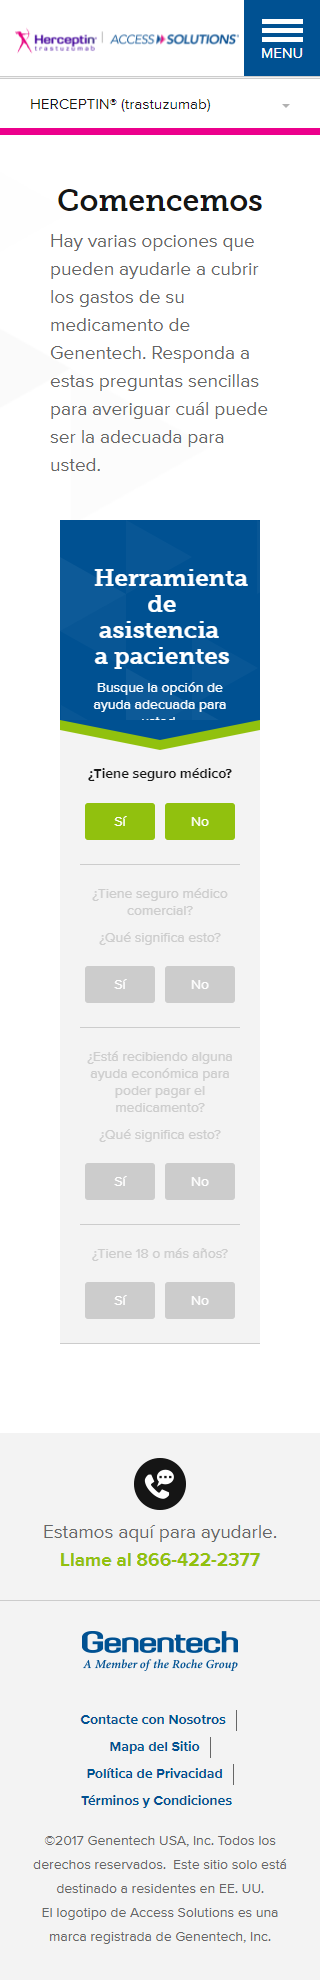 Herceptin®
trastuzumab
ACCESS SOLUTIONS®
MENU
HERCEPTIN® (trastuzumab)
Comencemos
Hay varias opciones que
pueden ayudarle a cubrir
los gastos de su
medicamento de
Genentech. Responda a
estas preguntas sencillas
para averiguar cuál puede
ser la adecuada para
usted.
Herramienta
de
asistencia
a pacientes
Busque la opción de
ayuda adecuada para
usted.
¿Tiene seguro médico?
Sí No
¿Tiene seguro médico
comercial?
¿Qué significa esto?
Sí No
¿Está recibiendo alguna
ayuda económica para
poder pagar el
medicamento?
¿Qué significa esto?
Sí No
¿Tiene 18 o más años?
Sí No
Estamos aquí para ayudarle.
Llame al 866-422-2377
Genentech
A Member of the Roche Group
Contacte con Nosotros
Mapa del Sitio
Política de Privacidad
Términos y Condiciones
©2017 Genentech USA, Inc. Todos los
derechos reservados. Este sitio solo está
destinado a residentes en EE. UU.
El logotipo de Access Solutions es una
marca registrada de Genentech, Inc.